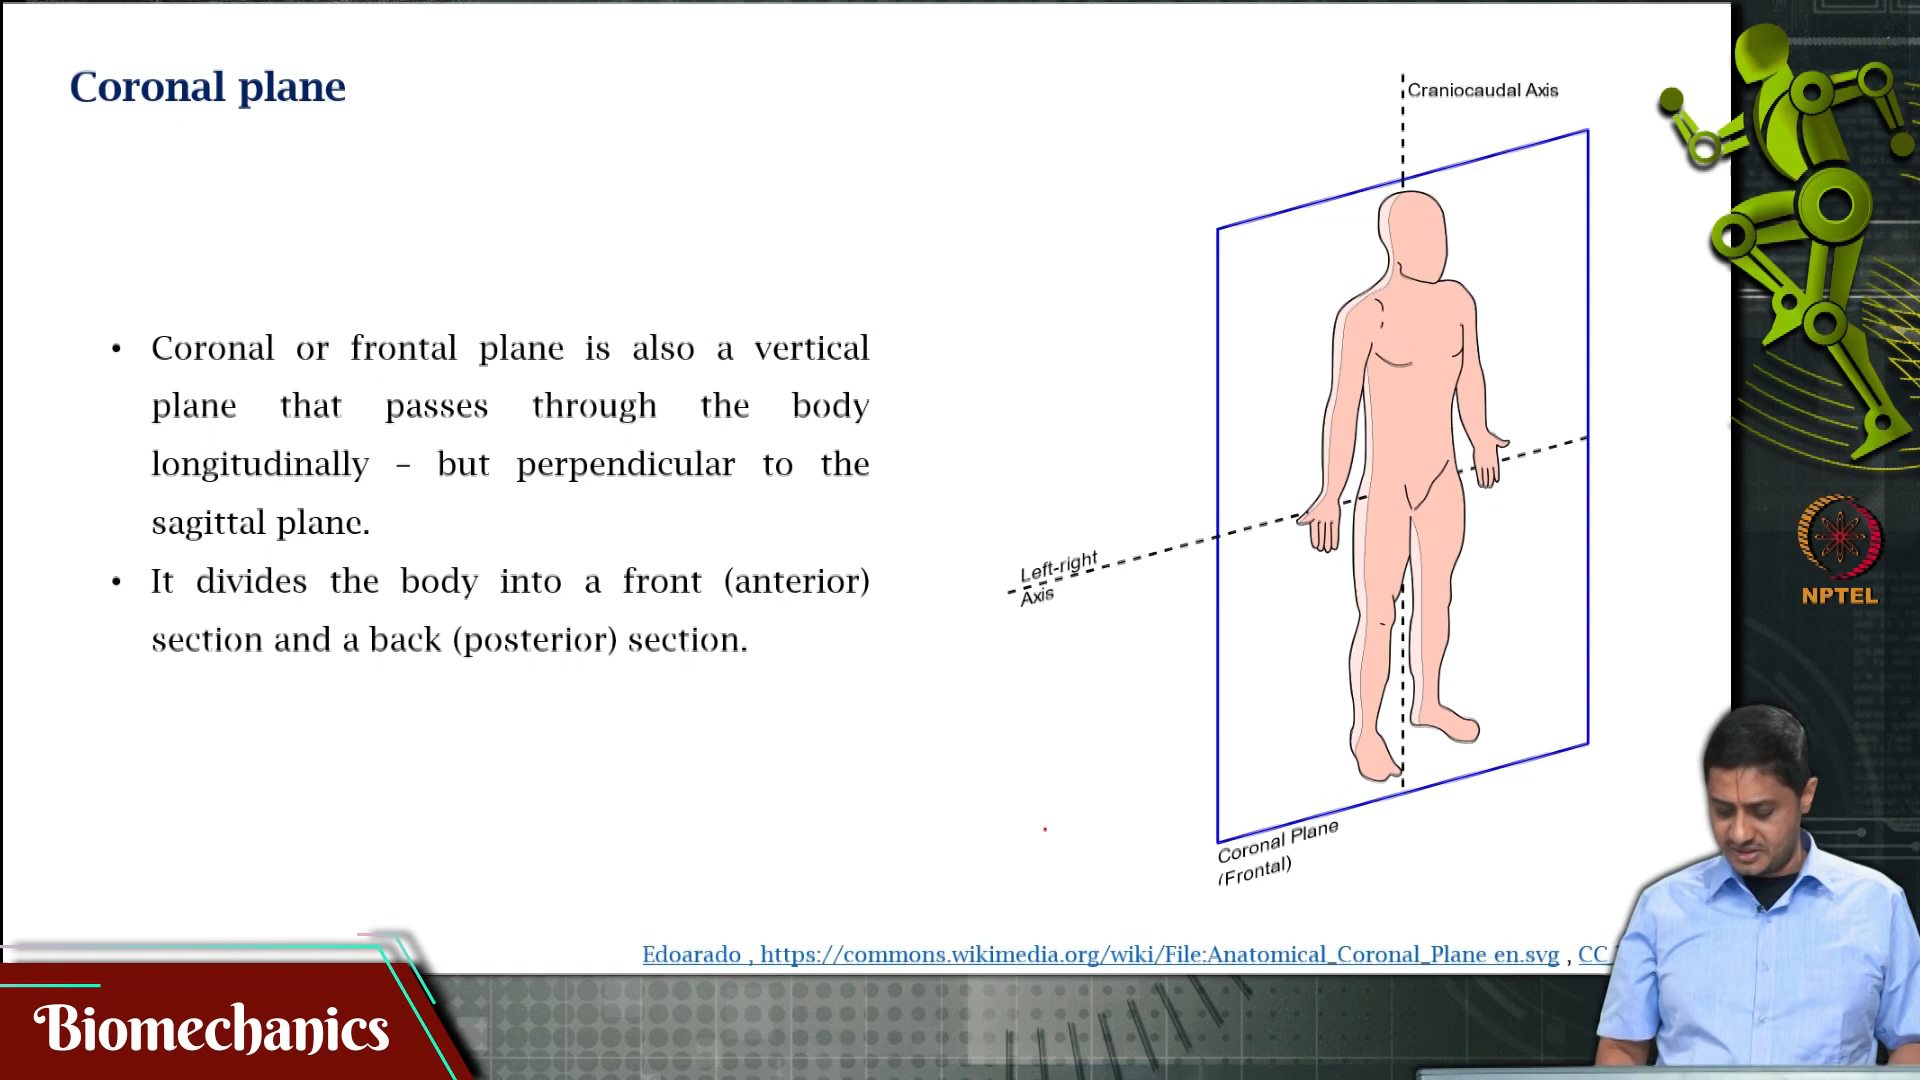 Coronal plane
Craniocaudal Axis
• Coronal or frontal plane is also a vertical
plane that passes through the body
longitudinally – but perpendicular to the
sagittal plane.
• It divides the body into a front (anterior)
section and a back (posterior) section.
Left-right
Axis
Coronal Plane
(Frontal)
NPTEL
Edoarado , https://commons.wikimedia.org/wiki/File:Anatomical_Coronal_Plane-en.svg , CC
Biomechanics